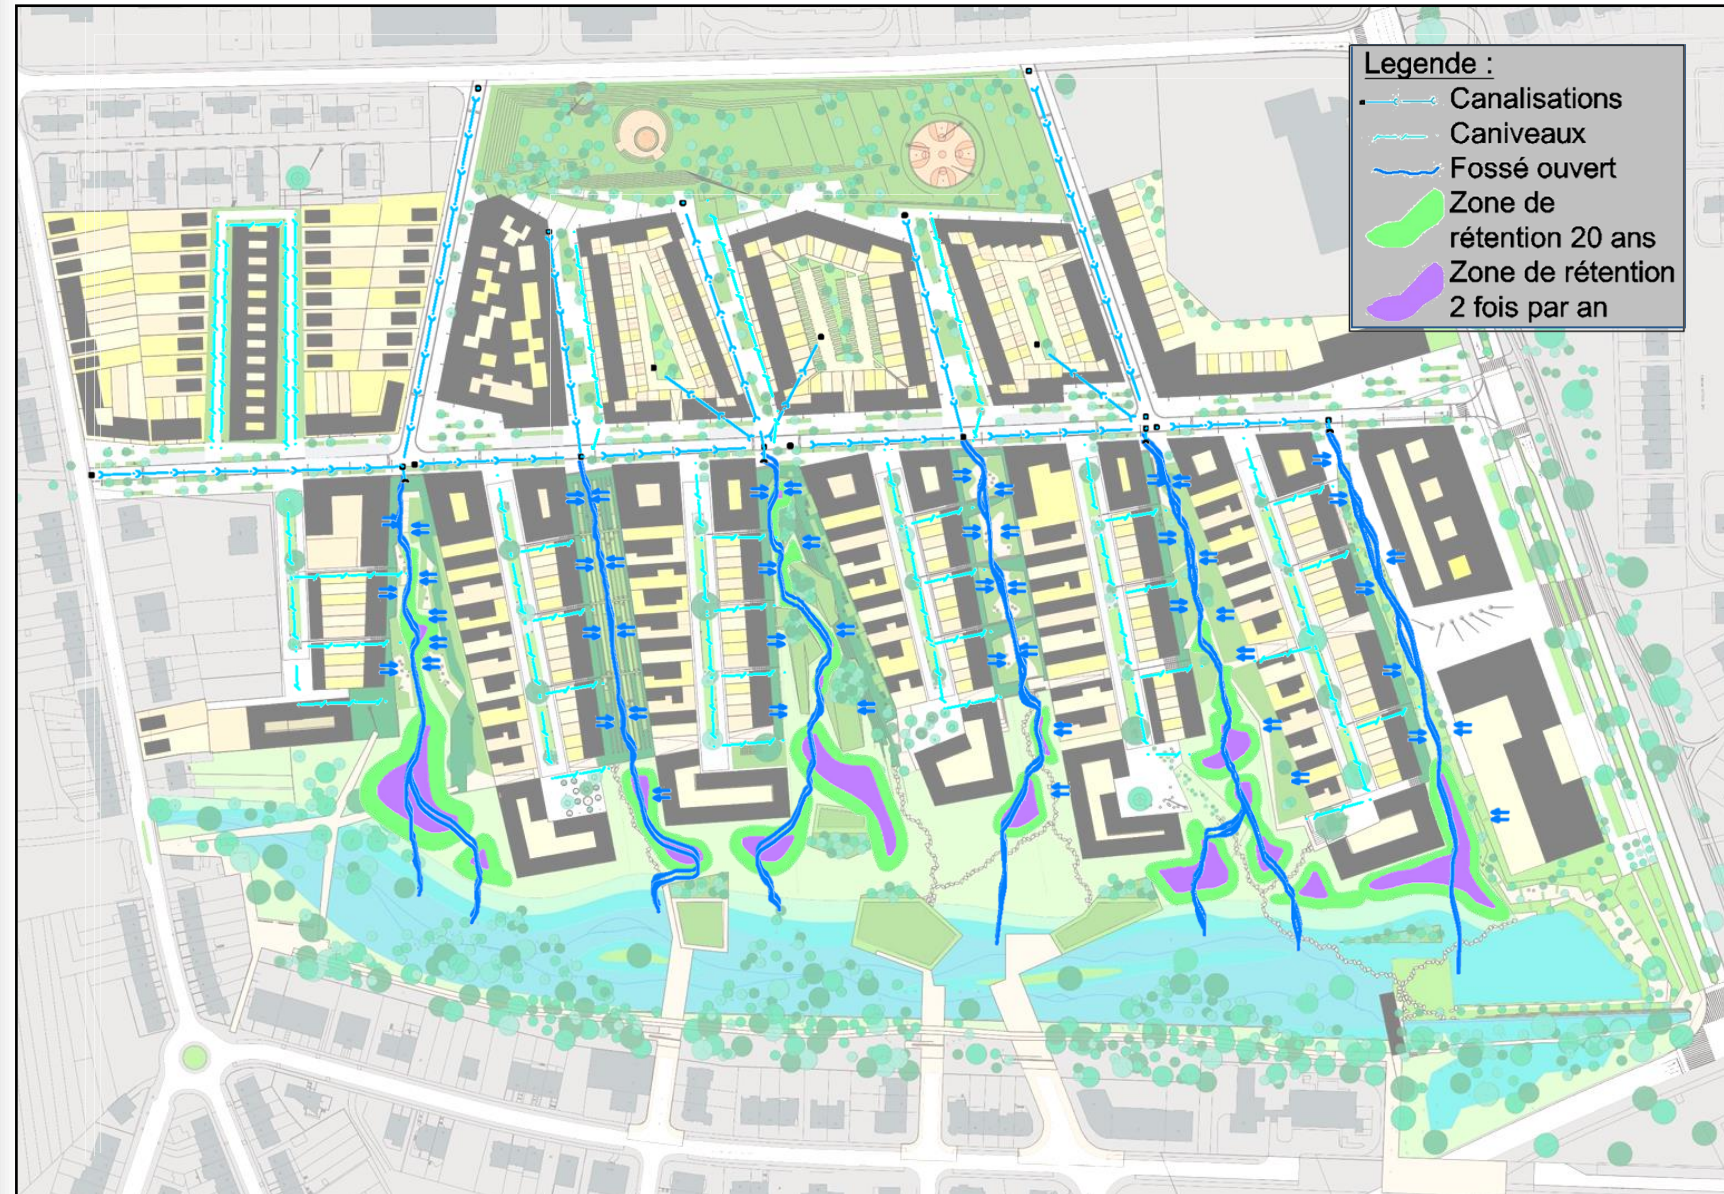 Legende :
Canalisations
Caniveaux
Fossé ouvert
Zone de
rétention 20 ans
Zone de rétention
2 fois par an